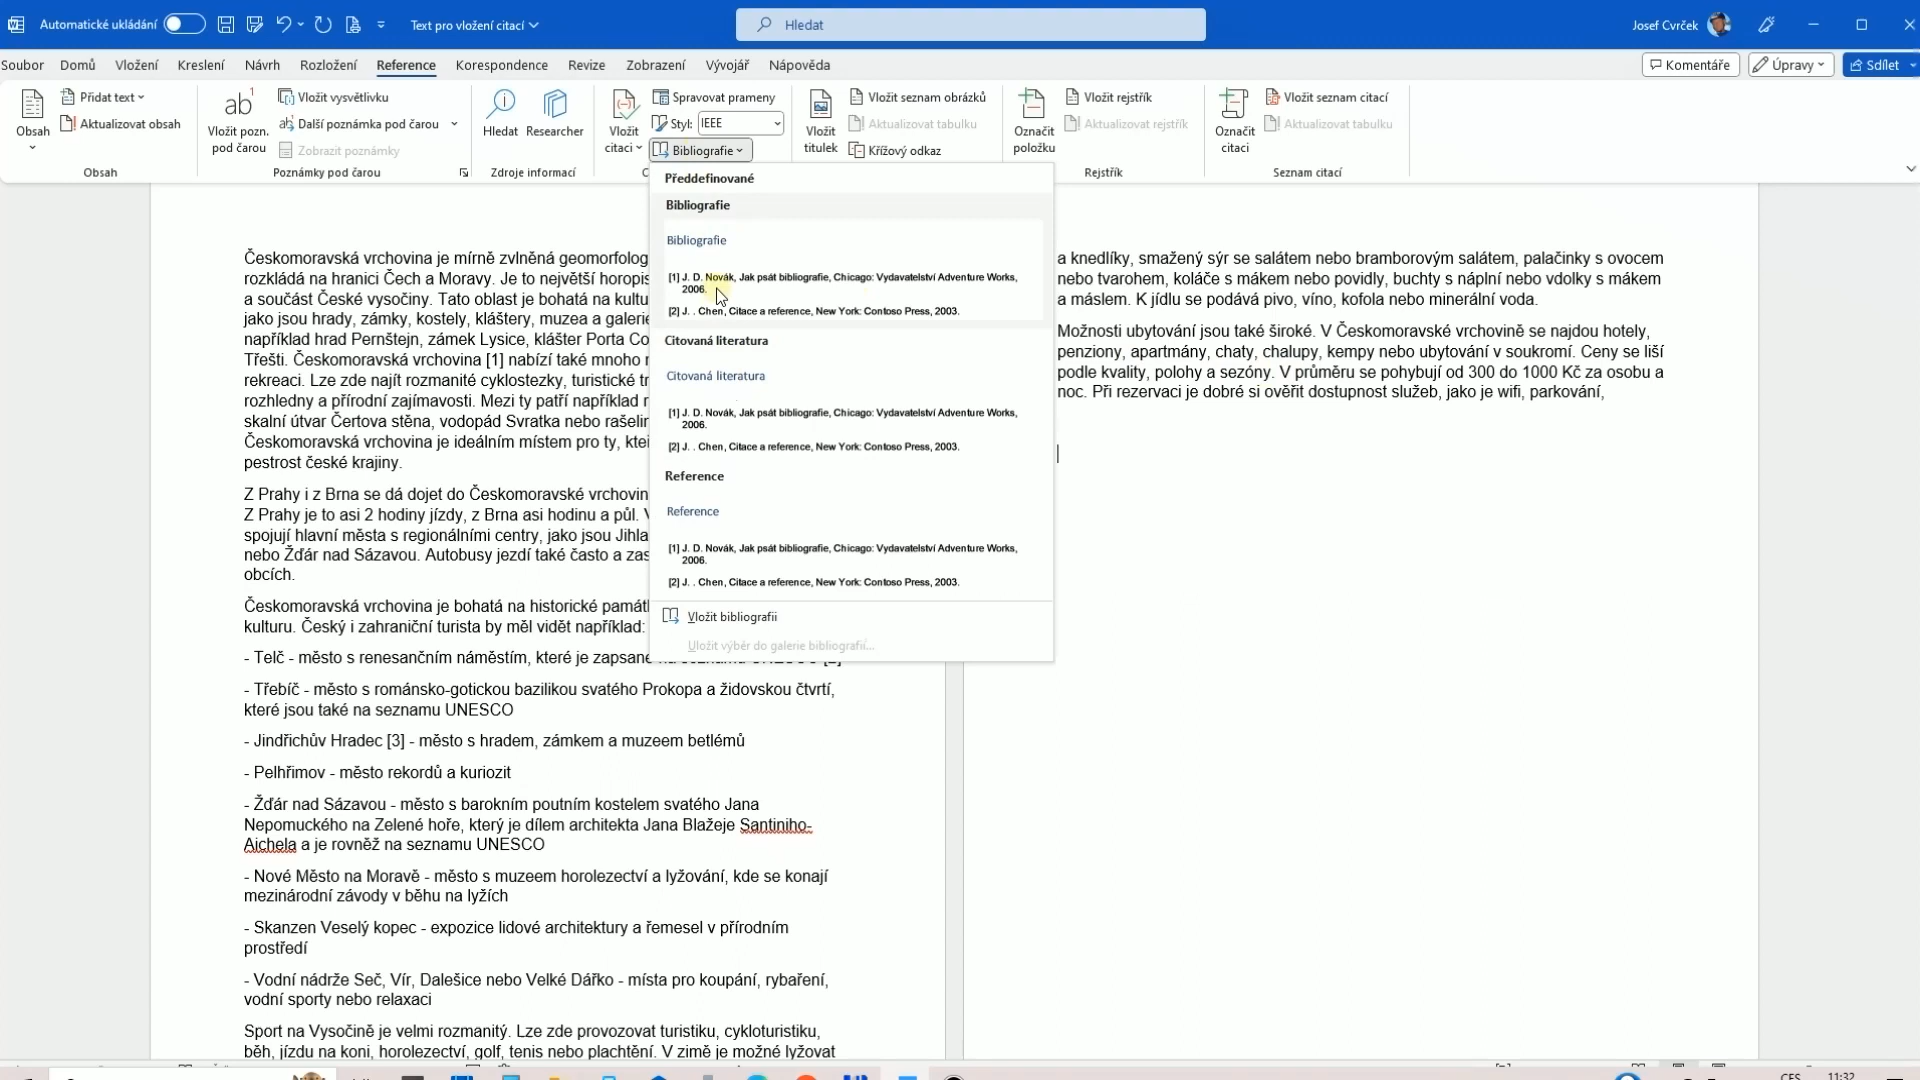 Automatické ukládání
Text pro vložení citací
Hledat
Josef Cvrček
Soubor Domů Vložení Kreslení Návrh Rozložení Reference Korespondence Revize Zobrazení Vývojář Nápověda
Komentáře Úpravy Sdílet
Obsah
Přidat text
Aktualizovat obsah
Obsah
Vložit pozn.
pod čarou
Vložit vysvětlivku
Další poznámka pod čarou
Zobrazit poznámky
Poznámky pod čarou
Hledat Researcher
Zdroje informací
Vložit
citaci
Spravovat prameny
Styl: IEEE
Bibliografie
Vložit
titulek
Vložit seznam obrázků
Aktualizovat tabulku
Křížový odkaz
Označit
položku
Vložit rejstřík
Aktualizovat rejstřík
Rejstřík
Označit
citaci
Vložit seznam citací
Aktualizovat tabulku
Seznam citací
Předdefinované
Bibliografie
Bibliografie
[1] J. D. Novák, Jak psát bibliografie, Chicago: Vydavatelství Adventure Works,
2006.
[2] J. . Chen, Citace a reference, New York: Contoso Press, 2003.
Citovaná literatura
Citovaná literatura
[1] J. D. Novák, Jak psát bibliografie, Chicago: Vydavatelství Adventure Works,
2006.
[2] J. . Chen, Citace a reference, New York: Contoso Press, 2003.
Reference
Reference
[1] J. D. Novák, Jak psát bibliografie, Chicago: Vydavatelství Adventure Works,
2006.
[2] J. . Chen, Citace a reference, New York: Contoso Press, 2003.
Vložit bibliografii
Uložit výběr do galerie bibliografií...
Českomoravská vrchovina je mírně zvlněná geomorfolog
rozkládá na hranici Čech a Moravy. Je to největší horopis
a součást České vysočiny. Tato oblast je bohatá na kultu
jako jsou hrady, zámky, kostely, kláštery, muzea a galerie
například hrad Pernštejn, zámek Lysice, klášter Porta Co
Třešti. Českomoravská vrchovina [1] nabízí také mnoho
rekreaci. Lze zde najít rozmanité cyklostezky, turistické tr
rozhledny a přírodní zajímavosti. Mezi ty patří například
skalní útvar Čertova stěna, vodopád Svratka nebo rašelin
Českomoravská vrchovina je ideálním místem pro ty, kteř
pestrost české krajiny.
Z Prahy i z Brna se dá dojet do Českomoravské vrchovin
Z Prahy je to asi 2 hodiny jízdy, z Brna asi hodinu a půl. V
spojují hlavní města s regionálními centry, jako jsou Jihla
nebo Žďár nad Sázavou. Autobusy jezdí také často a zas
obcích.
Českomoravská vrchovina je bohatá na historické památk
kulturu. Český i zahraniční turista by měl vidět například:
- Telč - město s renesančním náměstím, které je zapsané na seznamu UNESCO [2]
- Třebíč - město s románsko-gotickou bazilikou svatého Prokopa a židovskou čtvrtí,
které jsou také na seznamu UNESCO
- Jindřichův Hradec [3] - město s hradem, zámkem a muzeem betlémů
- Pelhřimov - město rekordů a kuriozit
- Žďár nad Sázavou - město s barokním poutním kostelem svatého Jana
Nepomuckého na Zelené hoře, který je dílem architekta Jana Blažeje Santiniho-
Aichela a je rovněž na seznamu UNESCO
- Nové Město na Moravě - město s muzeem horolezectví a lyžování, kde se konají
mezinárodní závody v běhu na lyžích
- Skanzen Veselý kopec - expozice lidové architektury a řemesel v přírodním
prostředí
- Vodní nádrže Seč, Vír, Dalešice nebo Velké Dářko - místa pro koupání, rybaření,
vodní sporty nebo relaxaci
Sport na Vysočině je velmi rozmanitý. Lze zde provozovat turistiku, cykloturistiku,
běh, jízdu na koni, horolezectví, golf, tenis nebo plachtění. V zimě je možné lyžovat
a knedlíky, smažený sýr se salátem nebo bramborovým salátem, palačinky s ovocem
nebo tvarohem, koláče s mákem nebo povidly, buchty s náplní nebo vdolky s mákem
a máslem. K jídlu se podává pivo, víno, kofola nebo minerální voda.
Možnosti ubytování jsou také široké. V Českomoravské vrchovině se najdou hotely,
penziony, apartmány, chaty, chalupy, kempy nebo ubytování v soukromí. Ceny se liší
podle kvality, polohy a sezóny. V průměru se pohybují od 300 do 1000 Kč za osobu a
noc. Při rezervaci je dobré si ověřit dostupnost služeb, jako je wifi, parkování,
CES 11:32